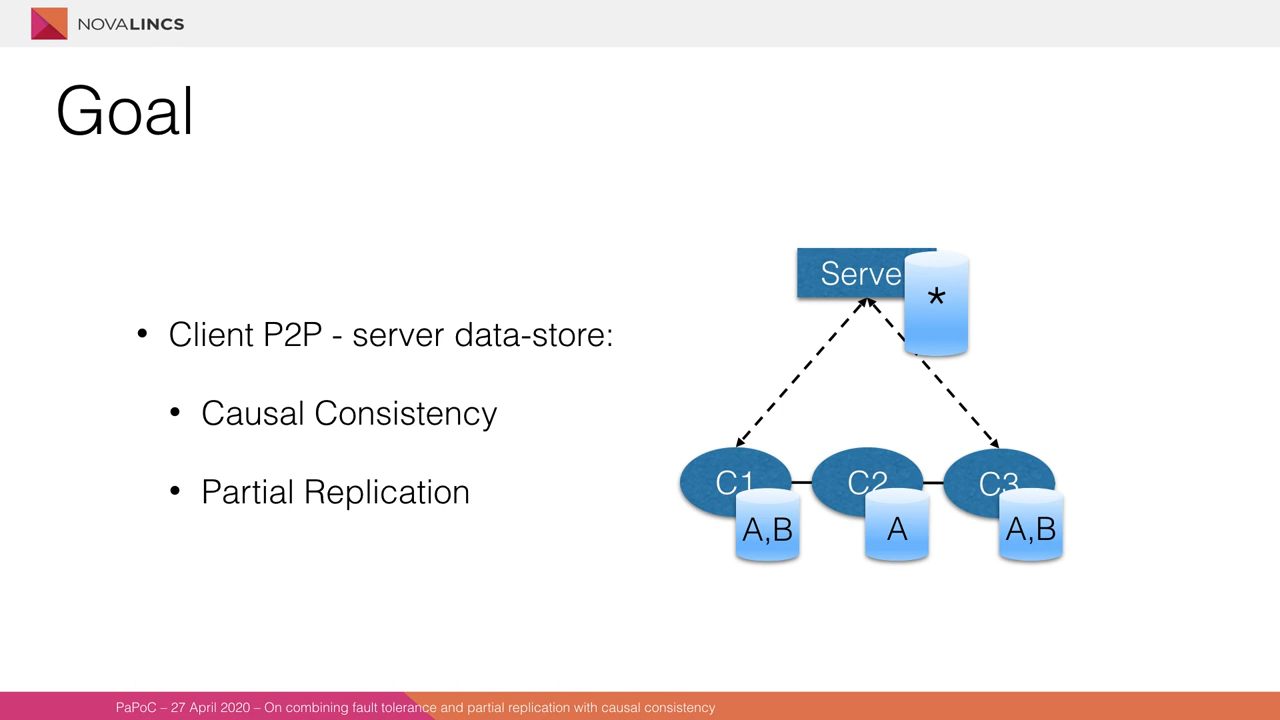 NOVALINCS
Goal
• Client P2P - server data-store:
• Causal Consistency
• Partial Replication
Serve
*
C1
C2
C3
A,B
A
A,B
PaPoC – 27 April 2020 – On combining fault tolerance and partial replication with causal consistency